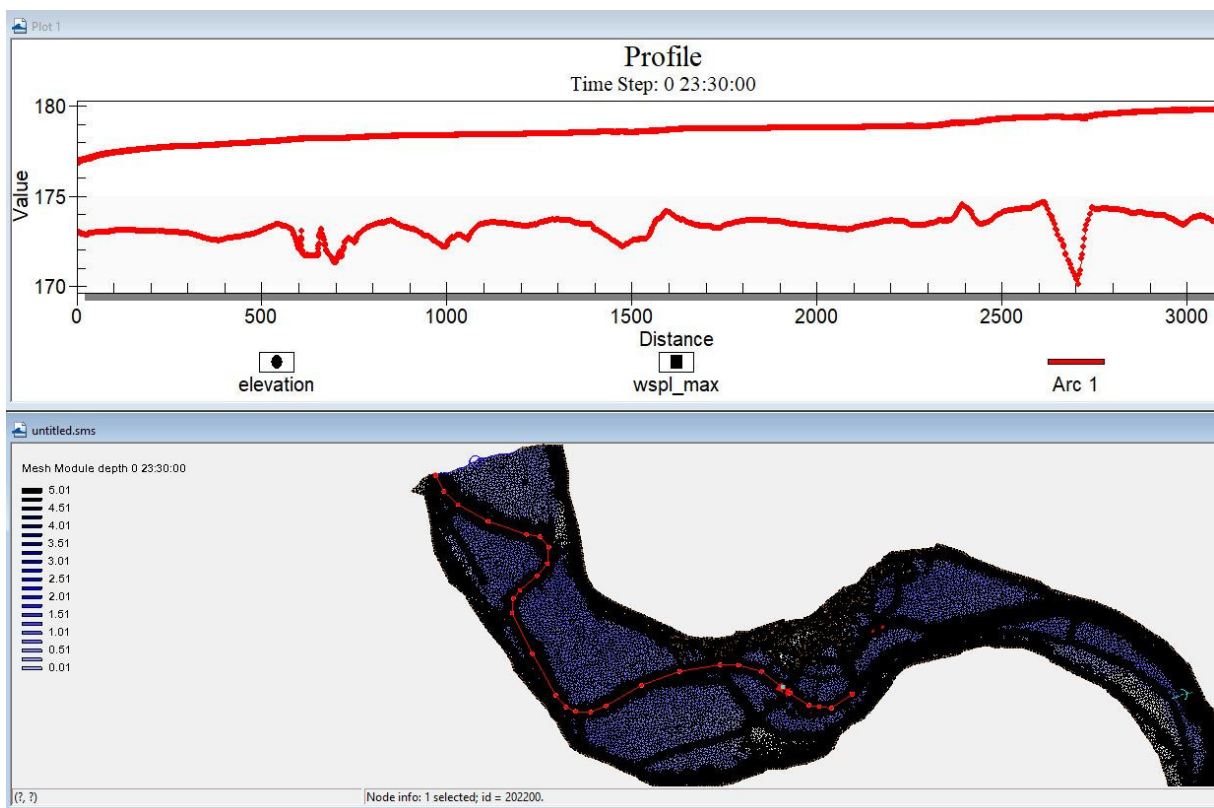 Plot 1
Profile
Time Step: 0 23:30:00
180
175
170
Value
0 500 1000 1500 2000 2500 3000
Distance
elevation wspl_max Arc 1
untitled.sms
Mesh Module depth 0 23:30:00
5.01
4.51
4.01
3.51
3.01
2.51
2.01
1.51
1.01
0.51
0.01
(?, ?) Node info: 1 selected; id = 202200.